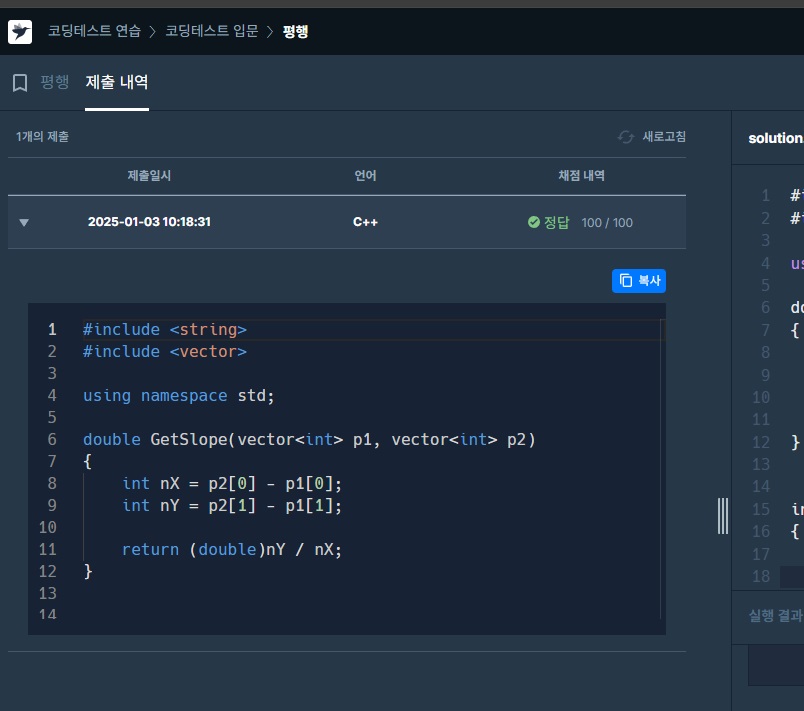 코딩테스트 연습 > 코딩테스트 입문 > 평행
평행 제출 내역
1개의 제출 새로고침
제출일시 언어 채점 내역
2025-01-03 10:18:31 C++ 정답 100 / 100
복사
1 #include <string>
2 #include <vector>
3
4 using namespace std;
5
6 double GetSlope(vector<int> p1, vector<int> p2)
7 {
8 int nX = p2[0] - p1[0];
9 int nY = p2[1] - p1[1];
10
11 return (double)nY / nX;
12 }
13
14
solution.
1 #
2 #
3
4 us
5
6 do
7 {
8
9
10
11
12 }
13
14
15 in
16 {
17
18
실행 결과